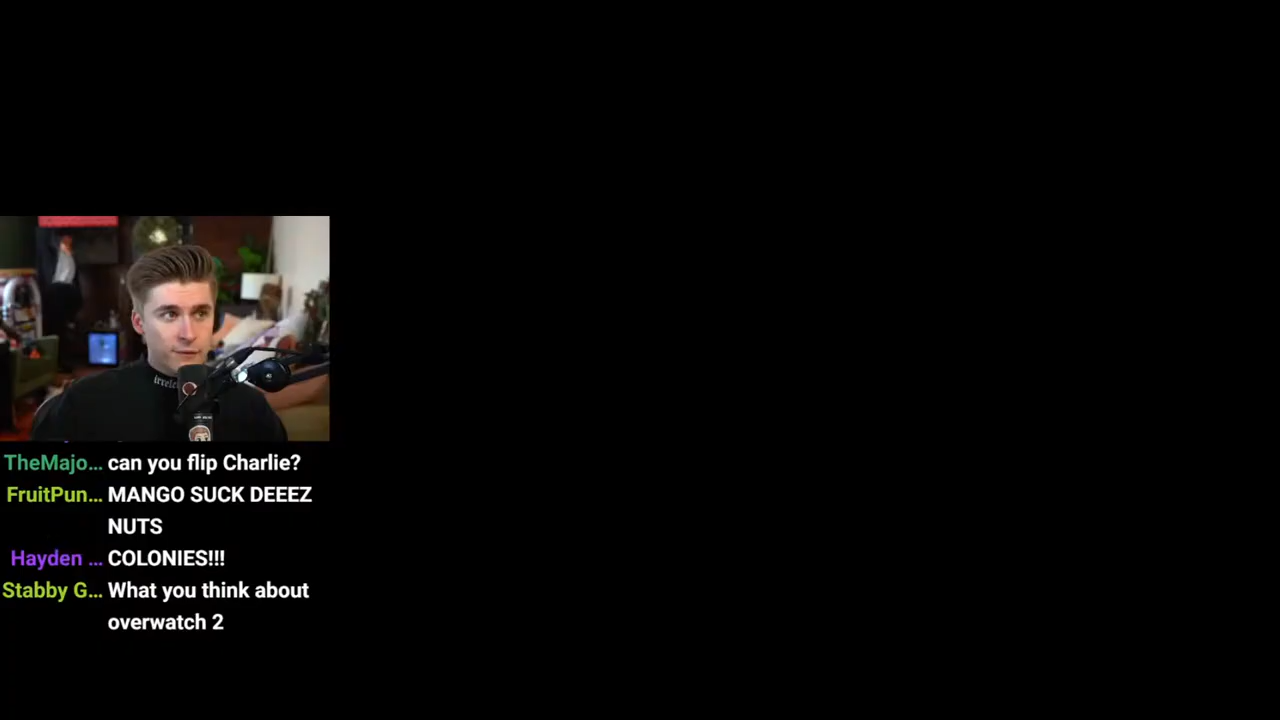 TheMajo... can you flip Charlie?
FruitPun... MANGO SUCK DEEEZ
NUTS
Hayden ... COLONIES!!!
Stabby G... What you think about
overwatch 2